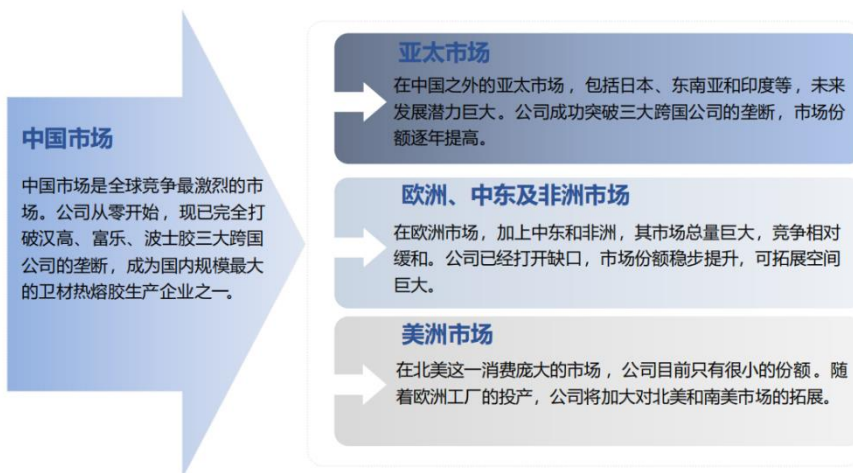 中国市场
中国市场是全球竞争最激烈的市
场。公司从零开始，现已完全打
破汉高、富乐、波士胶三大跨国
公司的垄断，成为国内规模最大
的卫材热熔胶生产企业之一。
亚太市场
在中国之外的亚太市场，包括日本、东南亚和印度等，未来
发展潜力巨大。公司成功突破三大跨国公司的垄断，市场份
额逐年提高。
欧洲、中东及非洲市场
在欧洲市场，加上中东和非洲，其市场总量巨大，竞争相对
缓和。公司已经打开缺口，市场份额稳步提升，可拓展空间
巨大。
美洲市场
在北美这一消费庞大的市场，公司目前只有很小的份额。随
着欧洲工厂的投产，公司将加大对北美和南美市场的拓展。